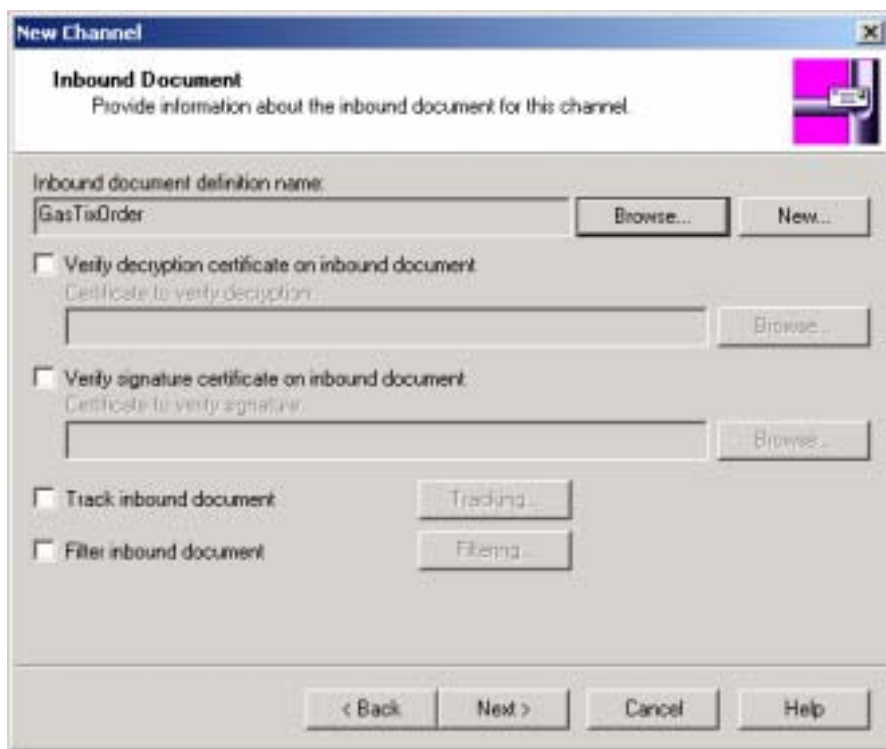 New Channel
Inbound Document
Provide information about the inbound document for this channel.
Inbound document definition name:
GasTixOrder
Browse...
New...
Verify decryption certificate on inbound document
Certificate to verify decryption:
Browse...
Verify signature certificate on inbound document
Certificate to verify signature:
Browse...
Track inbound document
Tracking...
Filter inbound document
Filtering...
< Back
Next >
Cancel
Help